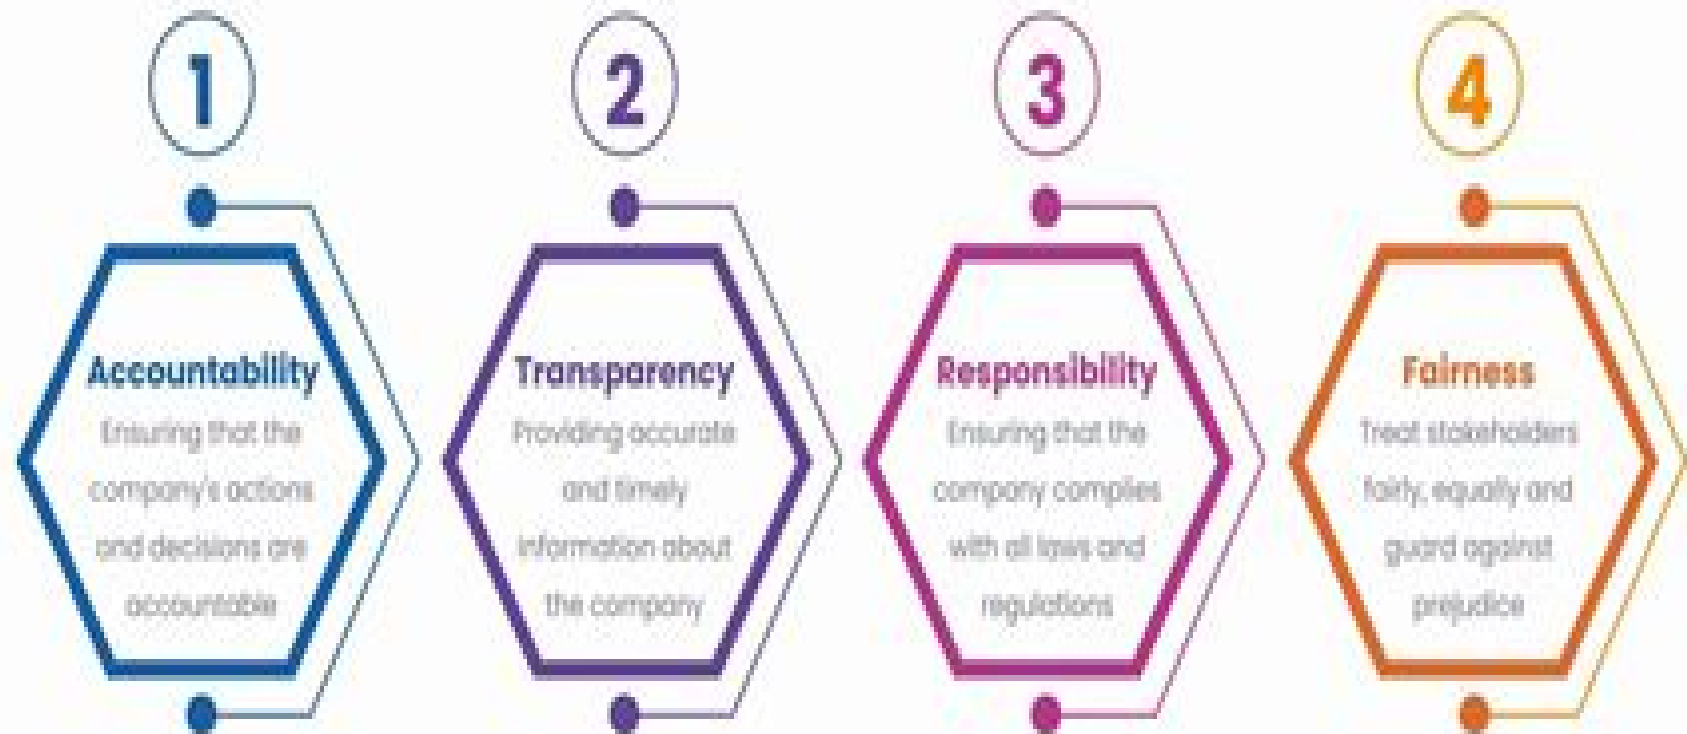 1
Accountability
Ensuring that the
company's actions
and decisions are
accountable
2
Transparency
Providing accurate
and timely
information about
the company
3
Responsibility
Ensuring that the
company complies
with all laws and
regulations
4
Fairness
Treat stakeholders
fairly, equally and
guard against
prejudice